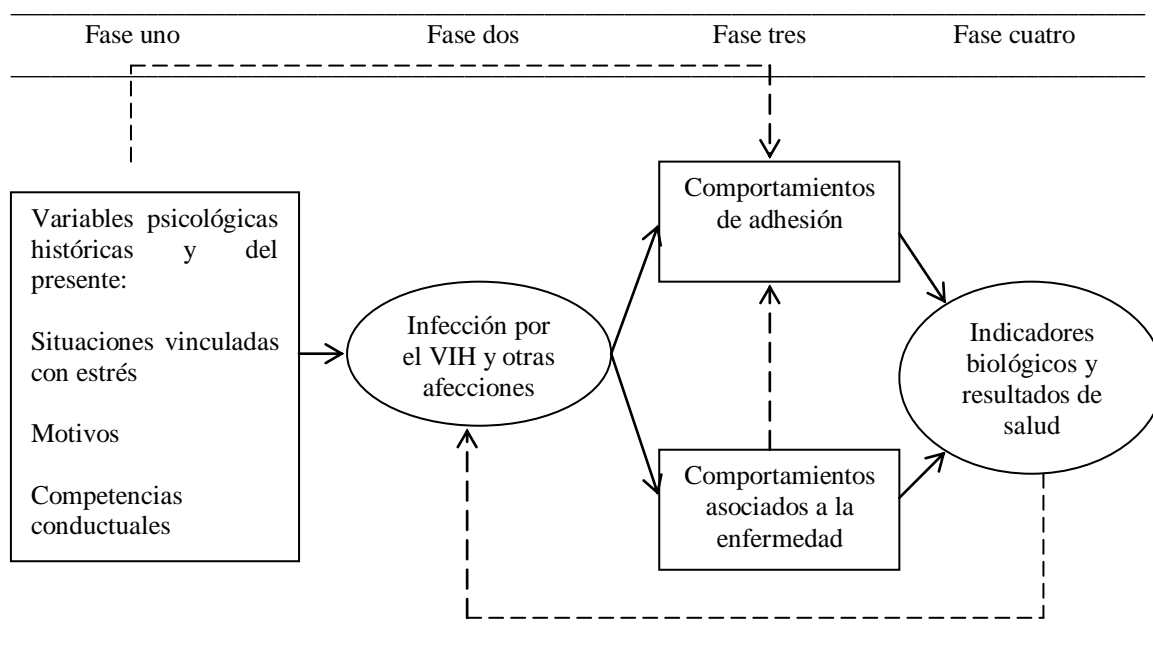 Fase uno
Fase dos
Fase tres
Fase cuatro
Variables psicológicas
históricas y del
presente:
Situaciones vinculadas
con estrés
Motivos
Competencias
conductuales
Infección por
el VIH y otras
afecciones
Comportamientos
de adhesión
Comportamientos
asociados a la
enfermedad
Indicadores
biológicos y
resultados de
salud